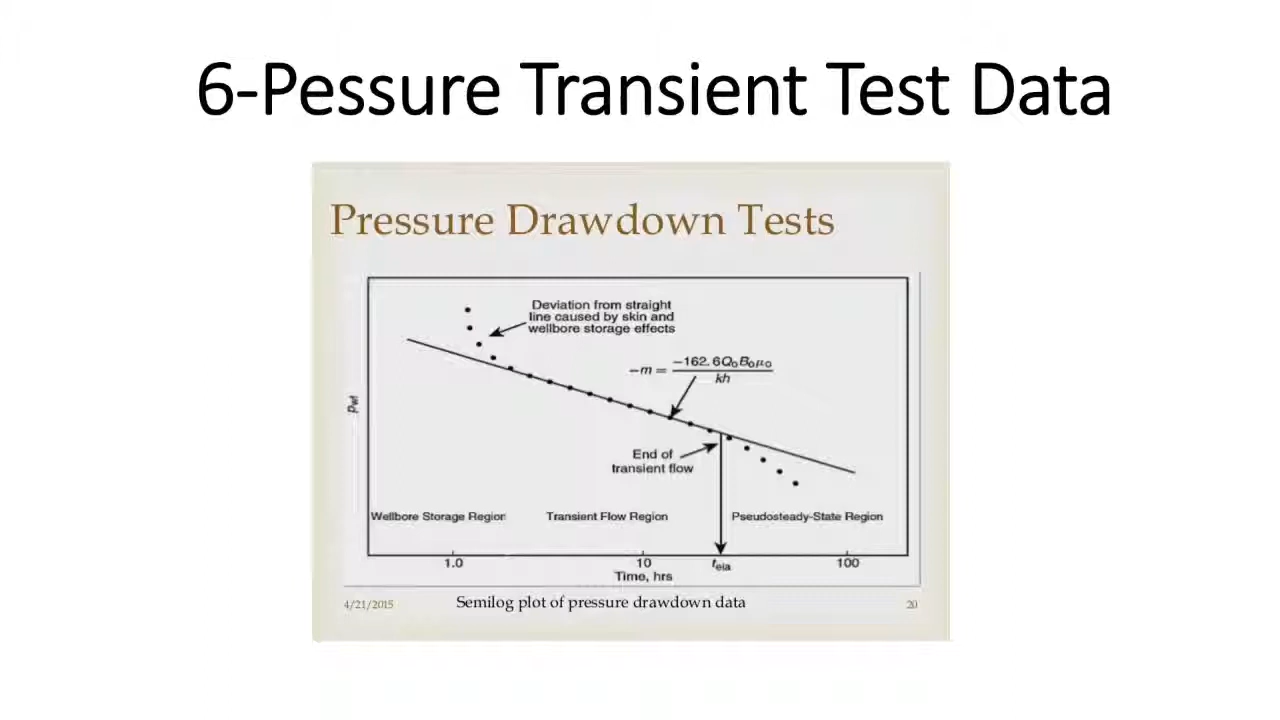 6-Pessure Transient Test Data
Pressure Drawdown Tests
Deviation from straight
line caused by skin and
wellbore storage effects
−m = −162.6Q₀B₀μ₀
kh
Pwf
End of
transient flow
Wellbore Storage Region Transient Flow Region Pseudosteady-State Region
1.0 10 teia 100
Time, hrs
4/21/2015 Semilog plot of pressure drawdown data 20